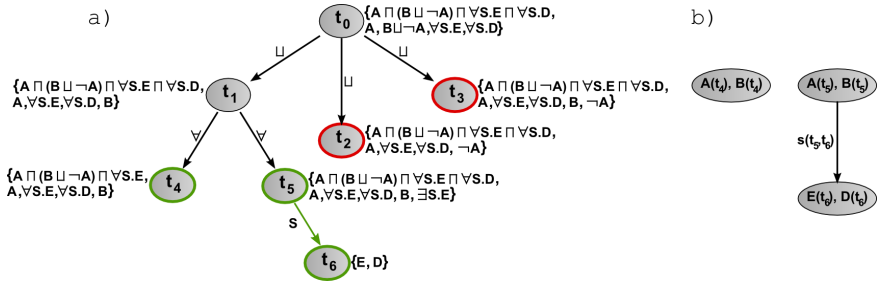 a)
b)
t₀
{A ⊓ (B ⊔ ¬A) ⊓ ∀S.E ⊓ ∀S.D,
A, B⊔¬A,∀S.E,∀S.D}
⊔
⊔
⊔
{A ⊓ (B ⊔ ¬A) ⊓ ∀S.E ⊓ ∀S.D,
A,∀S.E,∀S.D, B}
t₁
t₃
{A ⊓ (B ⊔ ¬A) ⊓ ∀S.E ⊓ ∀S.D,
A,∀S.E,∀S.D, B, ¬A}
t₂
{A ⊓ (B ⊔ ¬A) ⊓ ∀S.E ⊓ ∀S.D,
A,∀S.E,∀S.D, ¬A}
∀
∀
{A ⊓ (B ⊔ ¬A) ⊓ ∀S.E,
A,∀S.E,∀S.D, B}
t₄
t₅
{A ⊓ (B ⊔ ¬A) ⊓ ∀S.E ⊓ ∀S.D,
A,∀S.E,∀S.D, B, ∃S.E}
S
t₆
{E, D}
A(t₄), B(t₄)
A(t₅), B(t₅)
s(t₅,t₆)
E(t₆), D(t₆)